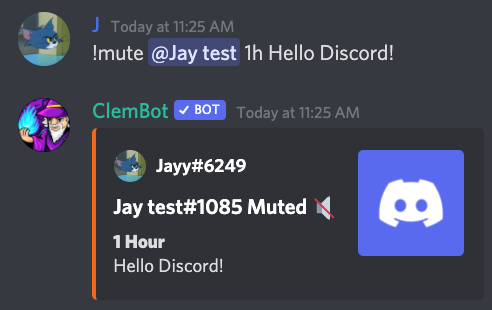 J Today at 11:25 AM
!mute @Jay test 1h Hello Discord!
ClemBot ✔ BOT Today at 11:25 AM
Jayy#6249
Jay test#1085 Muted
1 Hour
Hello Discord!